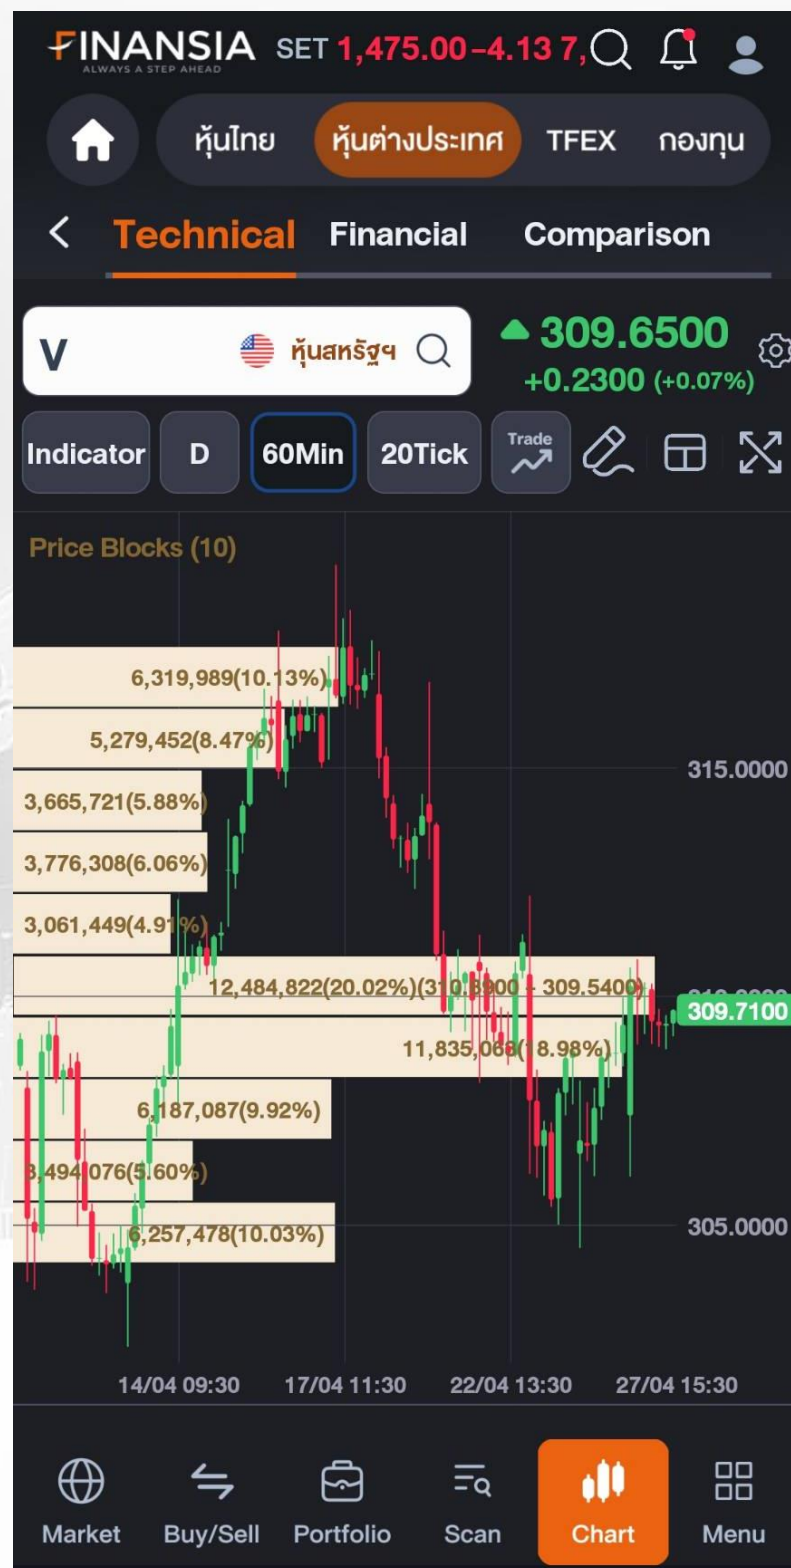 FINANSIA SET 1,475.00 -4.13 7,
ALWAYS A STEP AHEAD
หุ้นไทย หุ้นต่างประเทศ TFEX กองทุน
Technical Financial Comparison
V หุ้นสหรัฐฯ 309.6500
+0.2300 (+0.07%)
Indicator D 60Min 20Tick Trade
Price Blocks (10)
6,319,989(10.13%)
5,279,452(8.47%)
315.0000
3,665,721(5.88%)
3,776,308(6.06%)
3,061,449(4.91%)
12,484,822(20.02%)(310.8900 - 309.5400)
309.7100
11,835,068(18.98%)
6,187,087(9.92%)
3,494,076(5.60%)
6,257,478(10.03%)
305.0000
14/04 09:30 17/04 11:30 22/04 13:30 27/04 15:30
Market Buy/Sell Portfolio Scan Chart Menu